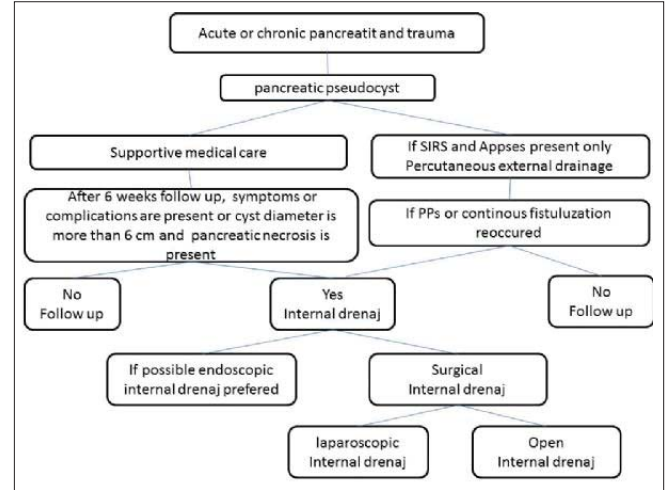 Acute or chronic pancreatit and trauma
pancreatic pseudocyst
Supportive medical care
If SIRS and Appses present only
Percutaneous external drainage
After 6 weeks follow up, symptoms or
complications are present or cyst diameter is
more than 6 cm and pancreatic necrosis is
present
If PPs or continous fistuluzation
reoccured
No
Follow up
Yes
Internal drenaj
No
Follow up
If possible endoscopic
internal drenaj prefered
Surgical
Internal drenaj
laparoscopic
Internal drenaj
Open
Internal drenaj